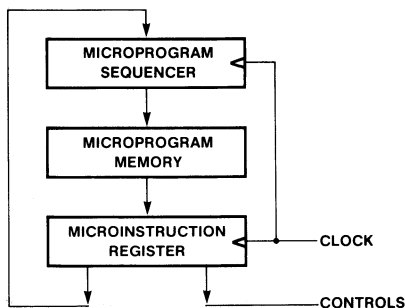 MICROPROGRAM
SEQUENCER
MICROPROGRAM
MEMORY
MICROINSTRUCTION
REGISTER
CLOCK
CONTROLS